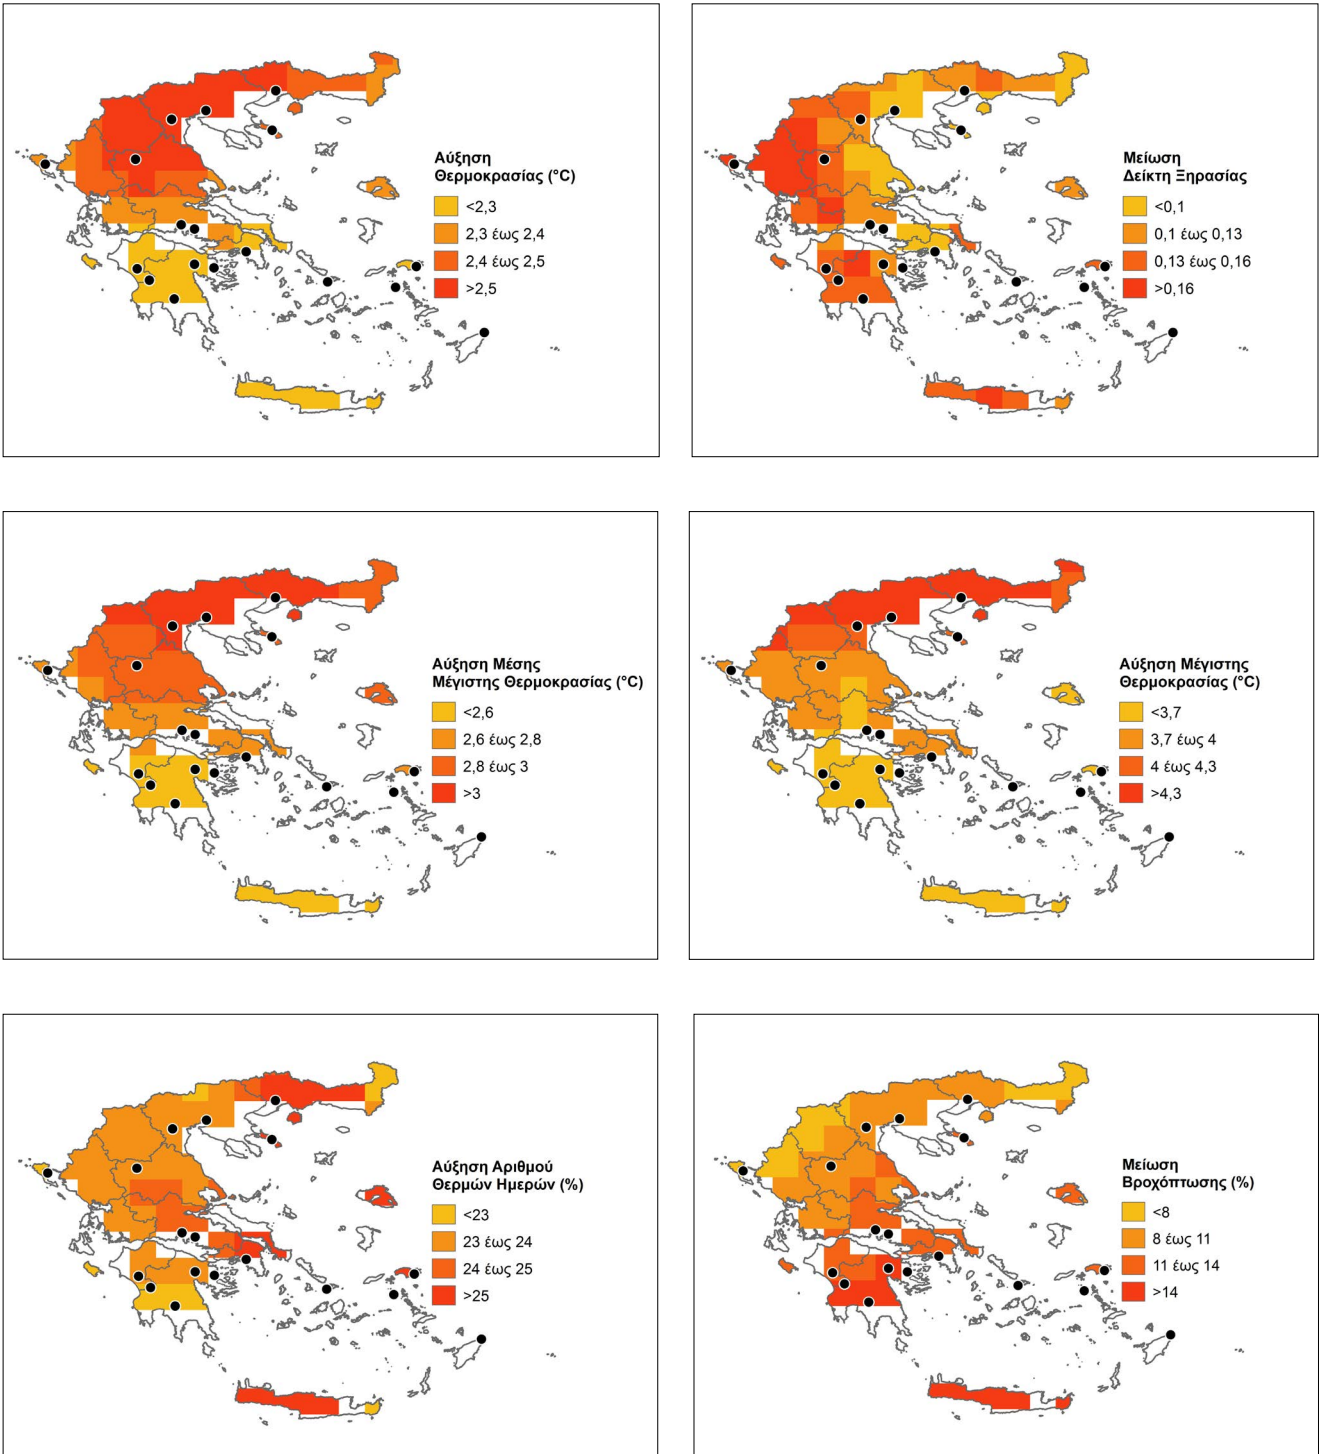 Αύξηση
Θερμοκρασίας (°C)
<2,3
2,3 έως 2,4
2,4 έως 2,5
>2,5
Μείωση
Δείκτη Ξηρασίας
<0,1
0,1 έως 0,13
0,13 έως 0,16
>0,16
Αύξηση Μέσης
Μέγιστης Θερμοκρασίας (°C)
<2,6
2,6 έως 2,8
2,8 έως 3
>3
Αύξηση Μέγιστης
Θερμοκρασίας (°C)
<3,7
3,7 έως 4
4 έως 4,3
>4,3
Αύξηση Αριθμού
Θερμών Ημερών (%)
<23
23 έως 24
24 έως 25
>25
Μείωση
Βροχόπτωσης (%)
<8
8 έως 11
11 έως 14
>14